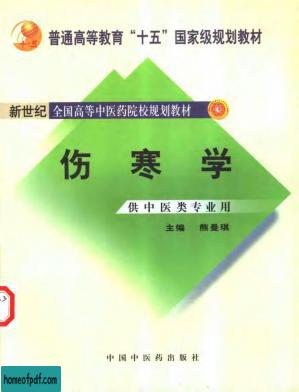 普通高等教育“十五”国家级规划教材
新世纪 全国高等中医药院校规划教材
伤寒学
供中医类专业用
主编 熊曼琪
中国中医药出版社
homeofpdf.com